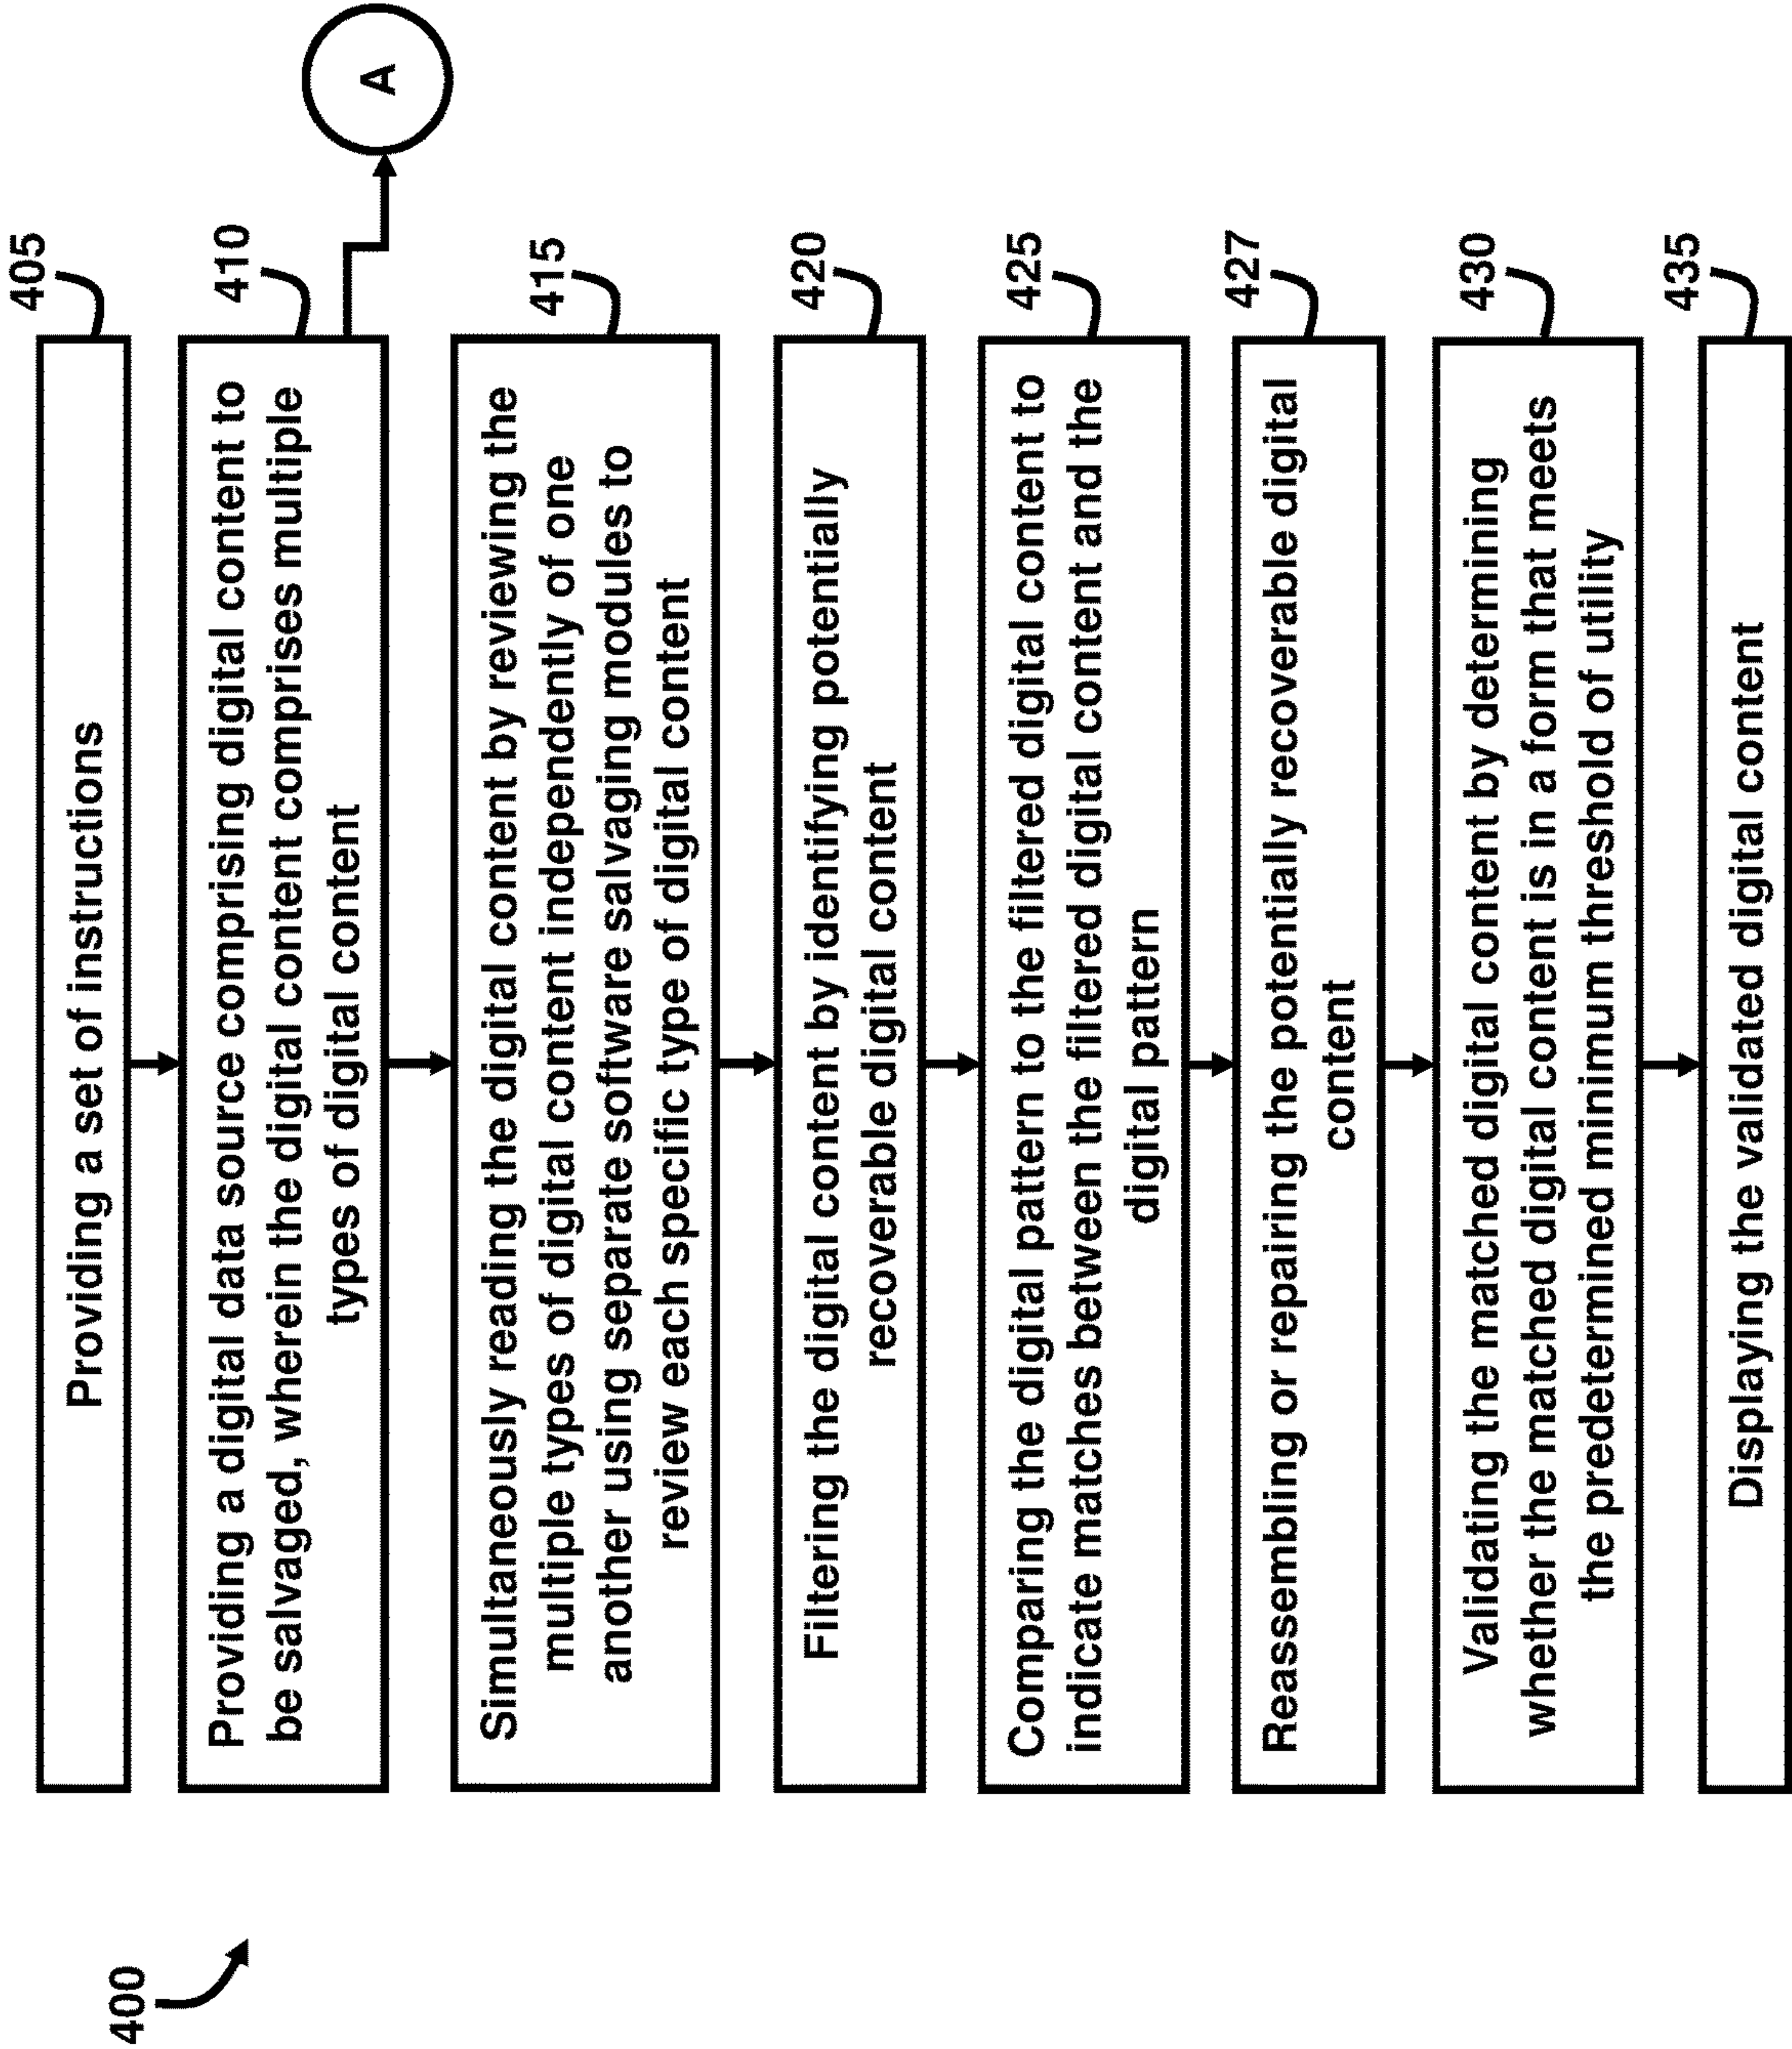 400
405
Providing a set of instructions
410
Providing a digital data source comprising digital content to
be salvaged, wherein the digital content comprises multiple
types of digital content
A
415
Simultaneously reading the digital content by reviewing the
multiple types of digital content independently of one
another using separate software salvaging modules to
review each specific type of digital content
420
Filtering the digital content by identifying potentially
recoverable digital content
425
Comparing the digital pattern to the filtered digital content to
indicate matches between the filtered digital content and the
digital pattern
427
Reassembling or repairing the potentially recoverable digital
content
430
Validating the matched digital content by determining
whether the matched digital content is in a form that meets
the predetermined minimum threshold of utility
435
Displaying the validated digital content